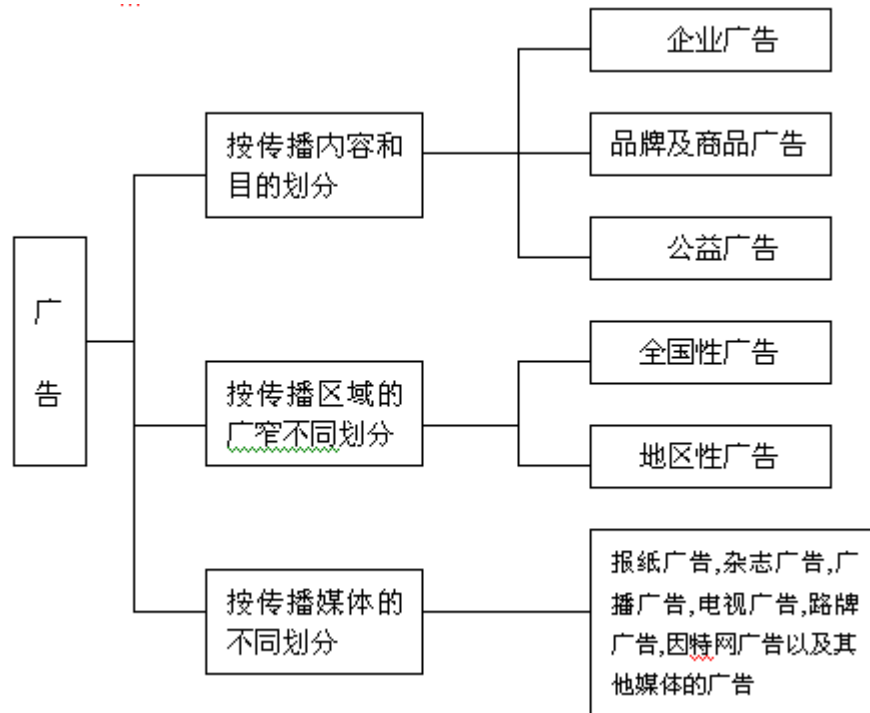 广
告
按传播内容和
目的划分
企业广告
品牌及商品广告
公益广告
按传播区域的
广窄不同划分
全国性广告
地区性广告
按传播媒体的
不同划分
报纸广告,杂志广告,广
播广告,电视广告,路牌
广告,因特网广告以及其
他媒体的广告